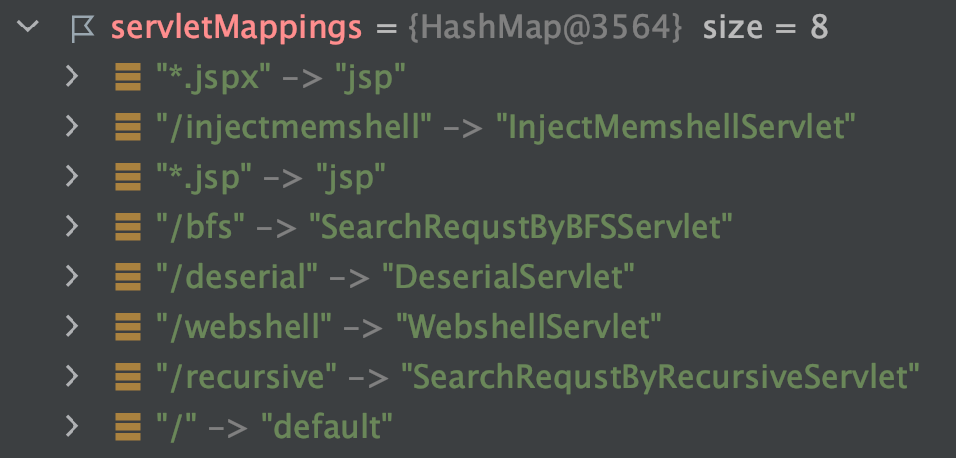 servletMappings = {HashMap@3564} size = 8
"*.jspx" -> "jsp"
"/injectmemshell" -> "InjectMemshellServlet"
"*.jsp" -> "jsp"
"/bfs" -> "SearchRequstByBFSServlet"
"/deserial" -> "DeserialServlet"
"/webshell" -> "WebshellServlet"
"/recursive" -> "SearchRequstByRecursiveServlet"
"/" -> "default"